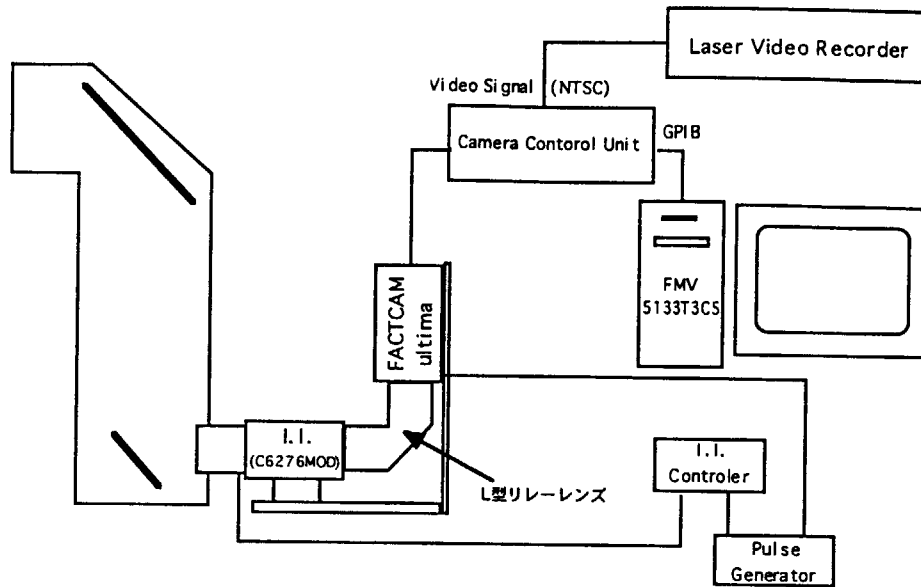 Laser Video Recorder
Video Signal (NTSC)
Camera Contorol Unit
GPIB
FMV
5133T3C5
FACTCAM
ultima
I.I.
(C6276MOD)
L型リレーレンズ
I.I.
Controler
Pulse
Generator